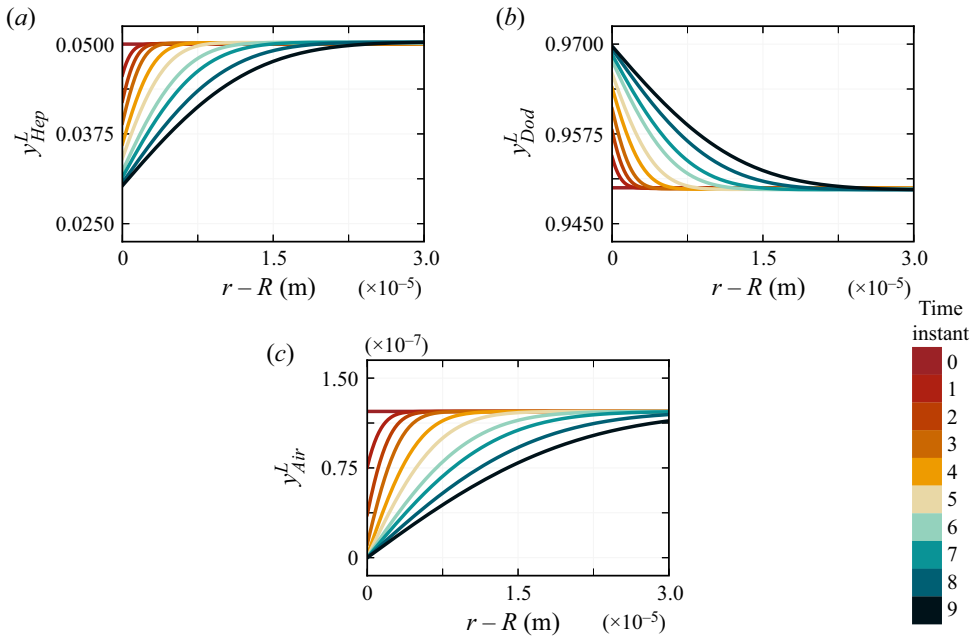 (a)
0.0500
0.0375
0.0250
y^L_Hep
0 1.5 3.0
r – R (m) (×10⁻⁵)
(b)
0.9700
0.9575
0.9450
y^L_Dod
0 1.5 3.0
r – R (m) (×10⁻⁵)
(c)
(×10⁻⁷)
1.50
0.75
0
y^L_Air
0 1.5 3.0
r – R (m) (×10⁻⁵)
Time
instant
0
1
2
3
4
5
6
7
8
9